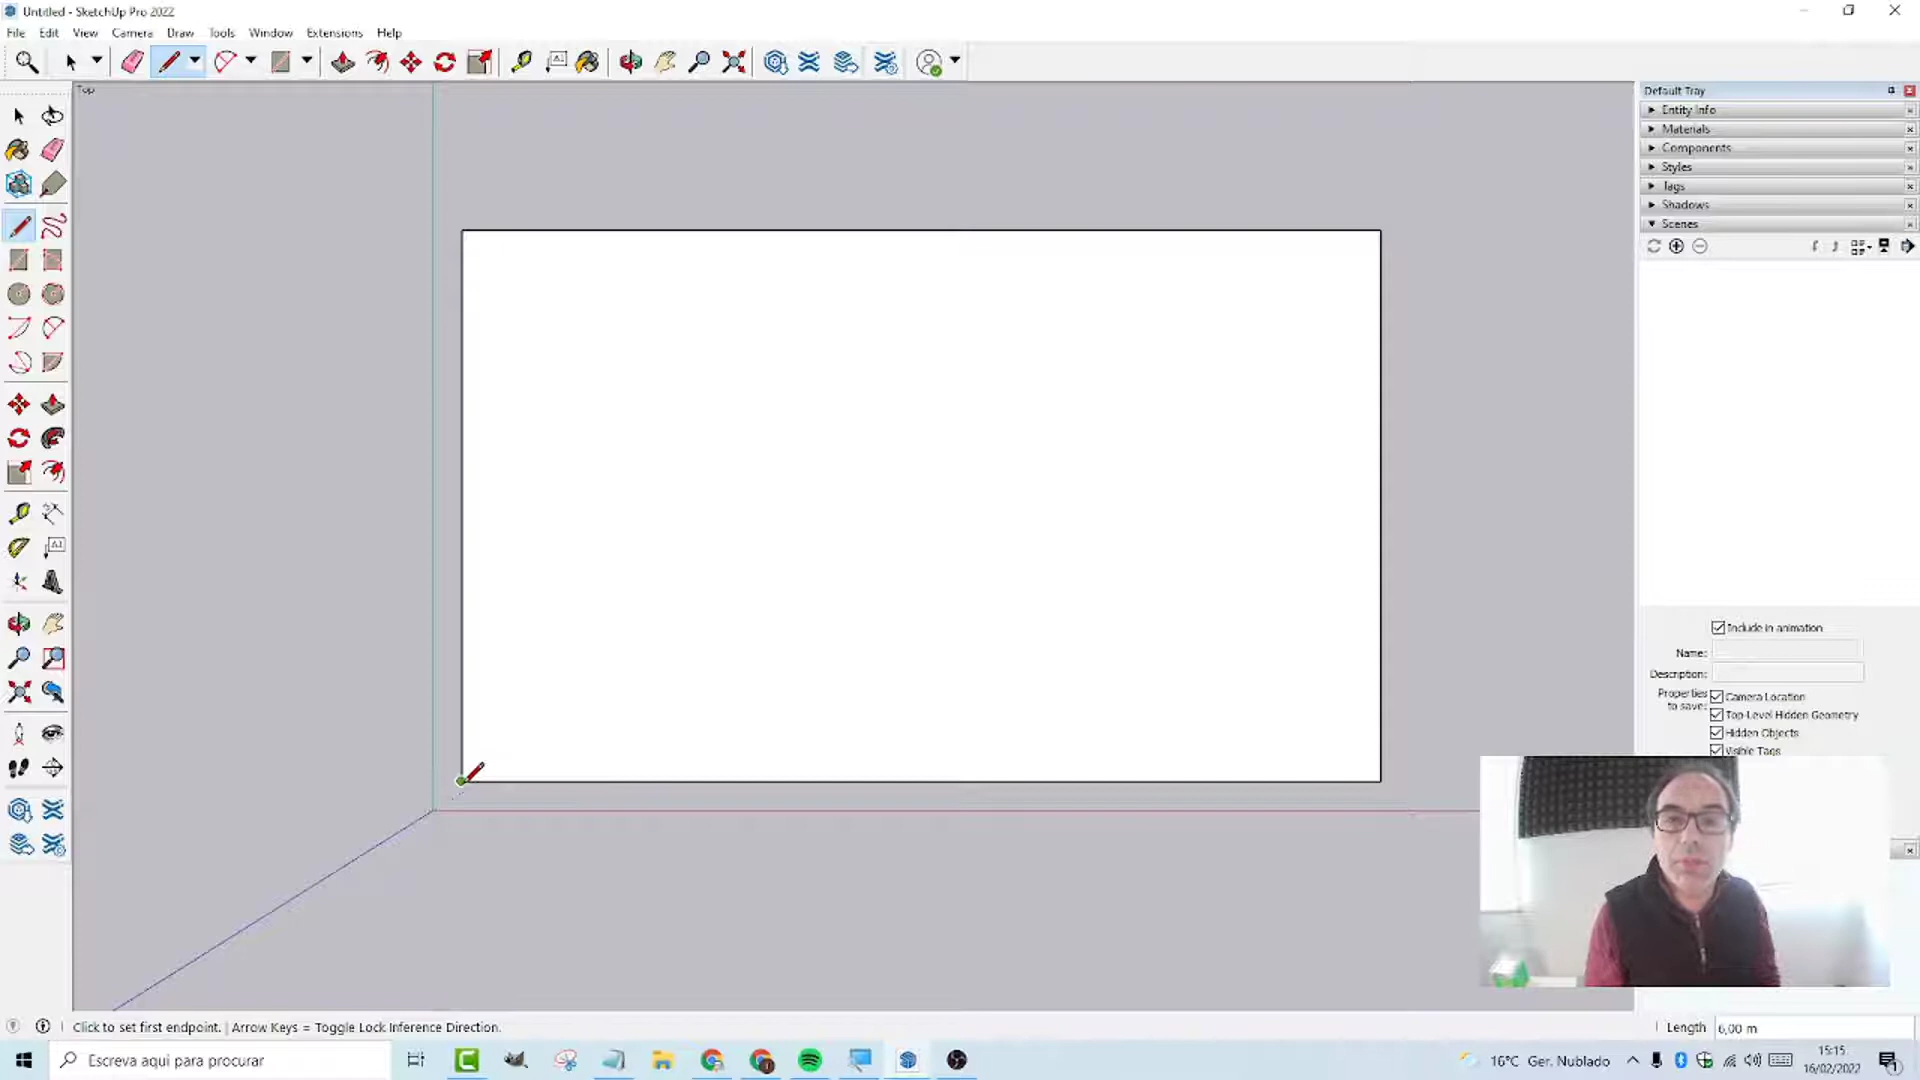 Untitled - SketchUp Pro 2022
File Edit View Camera Draw Tools Window Extensions Help
Top
Default Tray
Entity Info
Materials
Components
Styles
Tags
Shadows
Scenes
Include in animation
Name:
Description:
Properties to save:
Camera Location
Top-Level Hidden Geometry
Hidden Objects
Visible Tags
Click to set first endpoint. | Arrow Keys = Toggle Lock Inference Direction.
Length 6,00 m
Escreva aqui para procurar
16°C Ger. Nublado
15:15
16/02/2022